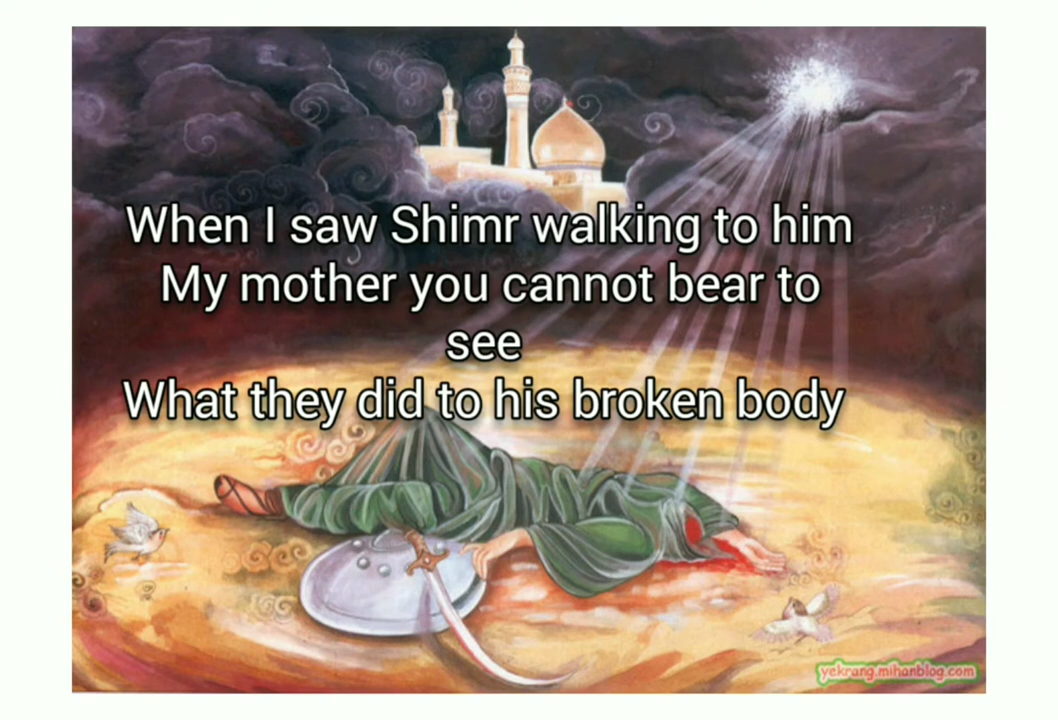 When I saw Shimr walking to him
My mother you cannot bear to
see
What they did to his broken body
yekrang.mihanblog.com